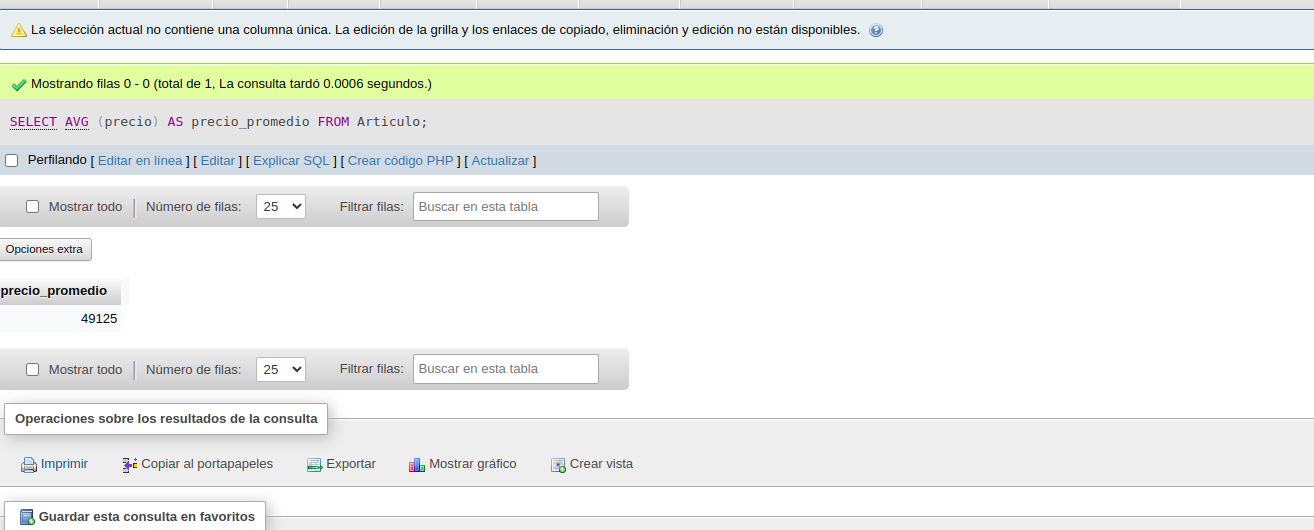 La selección actual no contiene una columna única. La edición de la grilla y los enlaces de copiado, eliminación y edición no están disponibles.
Mostrando filas 0 - 0 (total de 1, La consulta tardó 0.0006 segundos.)
SELECT AVG (precio) AS precio_promedio FROM Articulo;
Perfilando [ Editar en línea ] [ Editar ] [ Explicar SQL ] [ Crear código PHP ] [ Actualizar ]
Mostrar todo | Número de filas: 25 Filtrar filas: Buscar en esta tabla
Opciones extra
precio_promedio
49125
Mostrar todo | Número de filas: 25 Filtrar filas: Buscar en esta tabla
Operaciones sobre los resultados de la consulta
Imprimir Copiar al portapapeles Exportar Mostrar gráfico Crear vista
Guardar esta consulta en favoritos